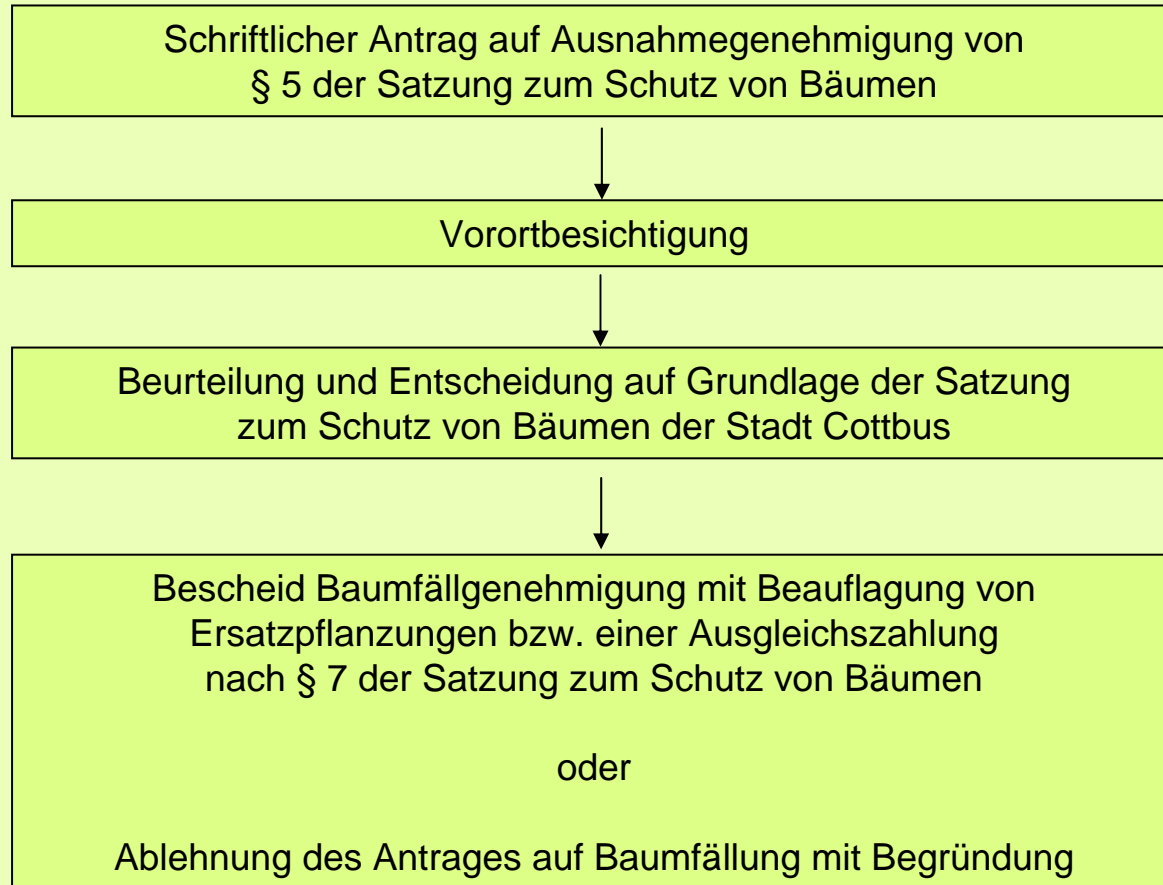 Schriftlicher Antrag auf Ausnahmegenehmigung von
§ 5 der Satzung zum Schutz von Bäumen
Vorortbesichtigung
Beurteilung und Entscheidung auf Grundlage der Satzung
zum Schutz von Bäumen der Stadt Cottbus
Bescheid Baumfällgenehmigung mit Beauflagung von
Ersatzpflanzungen bzw. einer Ausgleichszahlung
nach § 7 der Satzung zum Schutz von Bäumen
oder
Ablehnung des Antrages auf Baumfällung mit Begründung